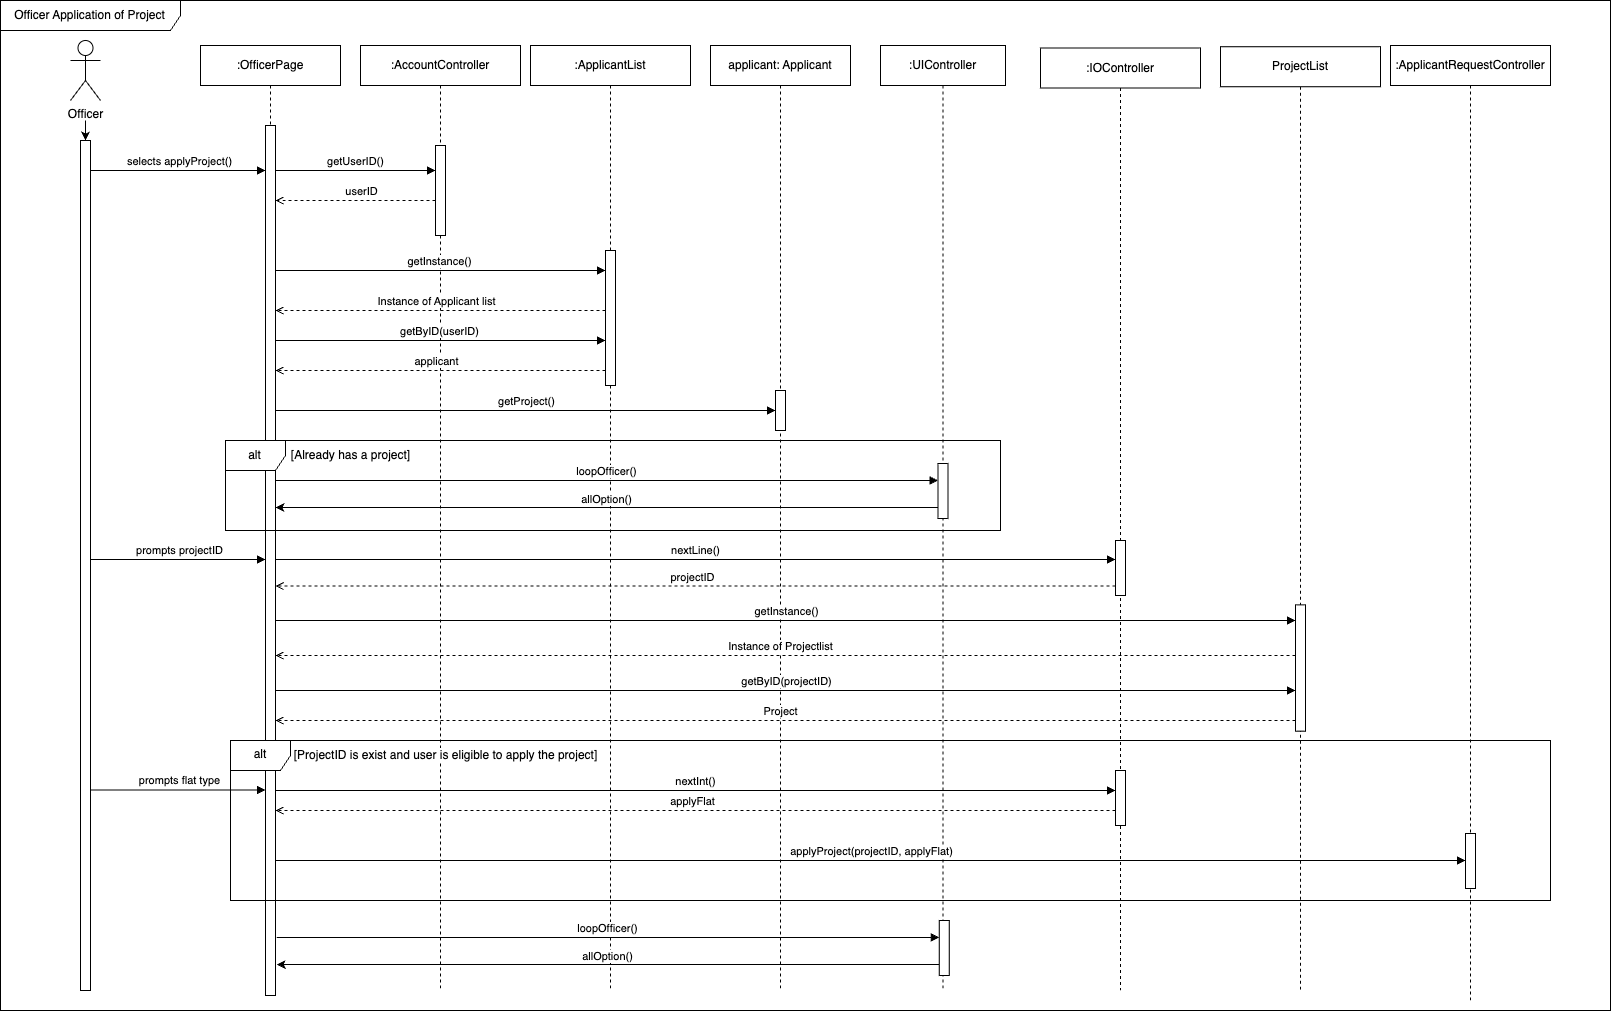 Officer Application of Project
Officer
:OfficerPage
:AccountController
:ApplicantList
applicant: Applicant
:UIController
:IOController
ProjectList
:ApplicantRequestController
selects applyProject()
getUserID()
userID
getInstance()
Instance of Applicant list
getByID(userID)
applicant
getProject()
alt
[Already has a project]
loopOfficer()
allOption()
prompts projectID
nextLine()
projectID
getInstance()
Instance of Projectlist
getByID(projectID)
Project
alt
[ProjectID is exist and user is eligible to apply the project]
prompts flat type
nextInt()
applyFlat
applyProject(projectID, applyFlat)
loopOfficer()
allOption()